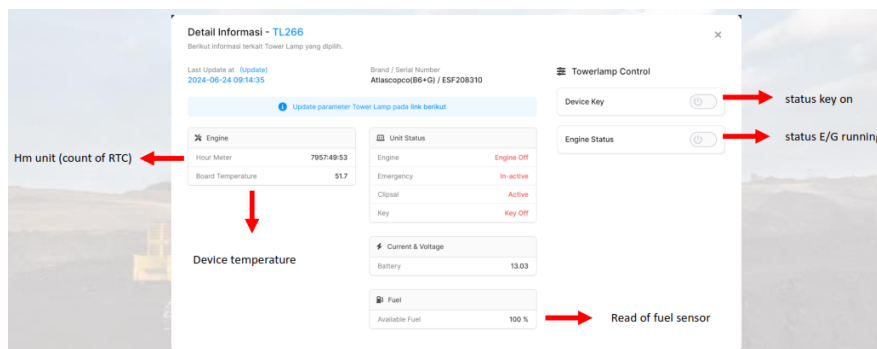 Detail Informasi - TL266
Berikut informasi terkait Tower Lamp yang dipilih.
Last Update at (Update)
2024-06-24 09:14:35
Brand / Serial Number
Atlascopco(B6+G) / ESF208310
Update parameter Tower Lamp pada link berikut
Engine
Hour Meter 7957:49:53
Board Temperature 51.7
Hm unit (count of RTC)
Device temperature
Unit Status
Engine Engine Off
Emergency In-active
Clipsal Active
Key Key Off
Current & Voltage
Battery 13.03
Fuel
Available Fuel 100 %
Read of fuel sensor
Towerlamp Control
Device Key
status key on
Engine Status
status E/G running